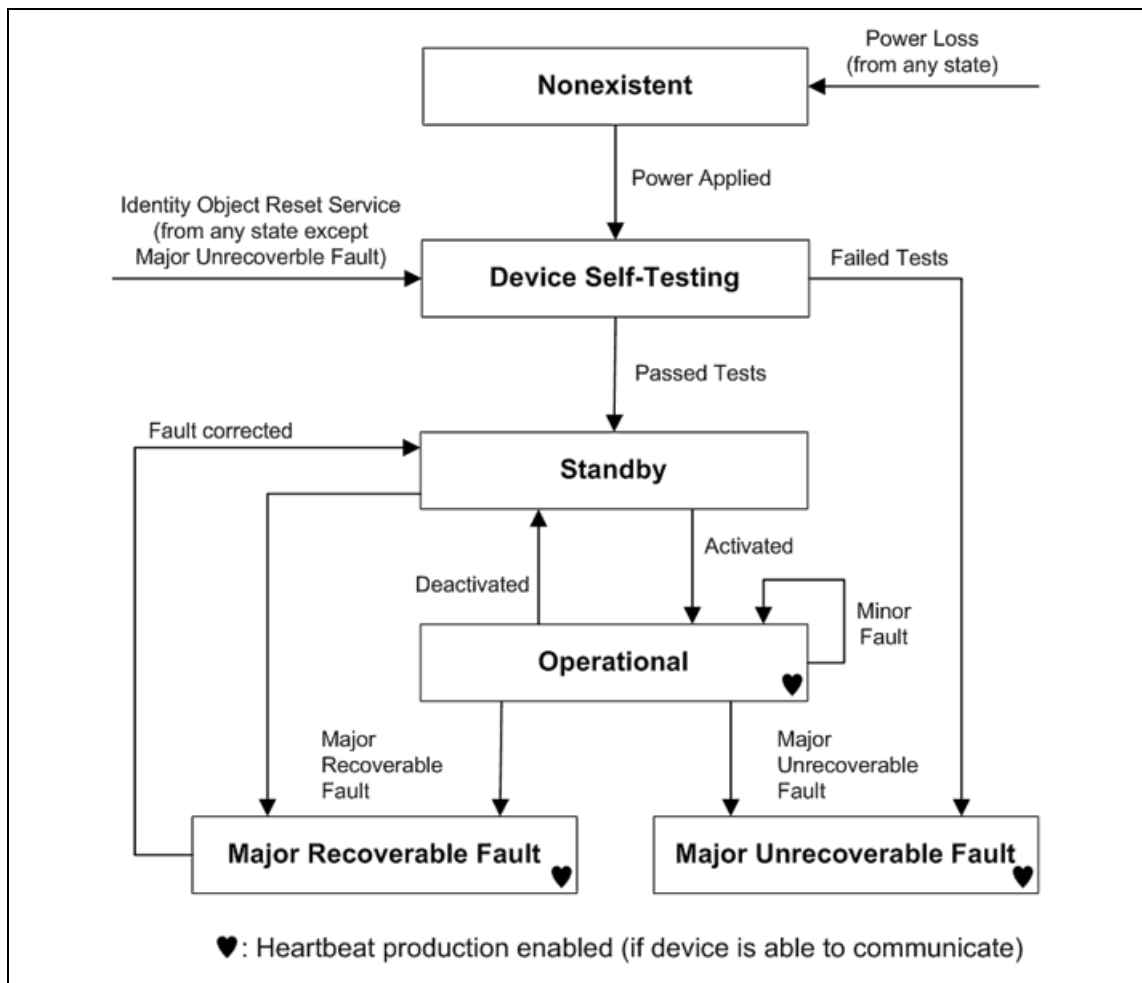 Power Loss
(from any state)
Nonexistent
Power Applied
Identity Object Reset Service
(from any state except
Major Unrecoverble Fault)
Device Self-Testing
Failed Tests
Passed Tests
Fault corrected
Standby
Activated
Deactivated
Minor
Fault
Operational
Major
Recoverable
Fault
Major
Unrecoverable
Fault
Major Recoverable Fault
Major Unrecoverable Fault
♥: Heartbeat production enabled (if device is able to communicate)